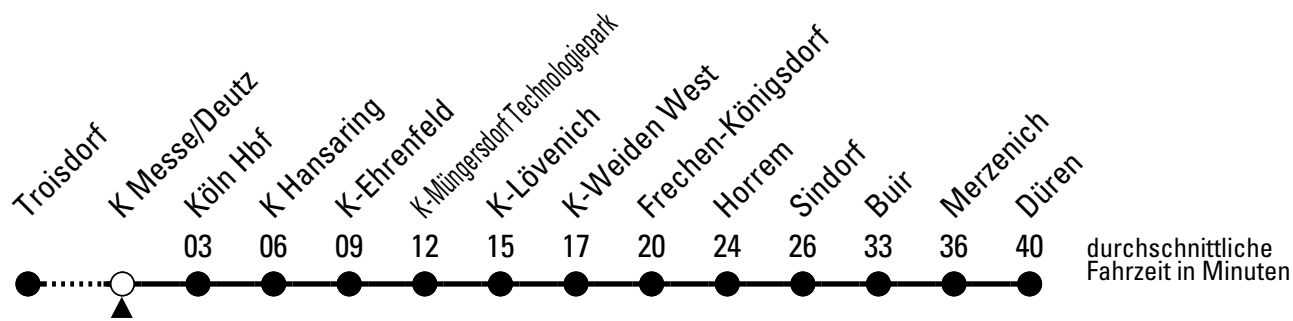 Troisdorf
K Messe/Deutz
Köln Hbf
K Hansaring
K-Ehrenfeld
K-Müngersdorf Technologiepark
K-Lövenich
K-Weiden West
Frechen-Königsdorf
Horrem
Sindorf
Buir
Merzenich
Düren
03 06 09 12 15 17 20 24 26 33 36 40
durchschnittliche
Fahrzeit in Minuten